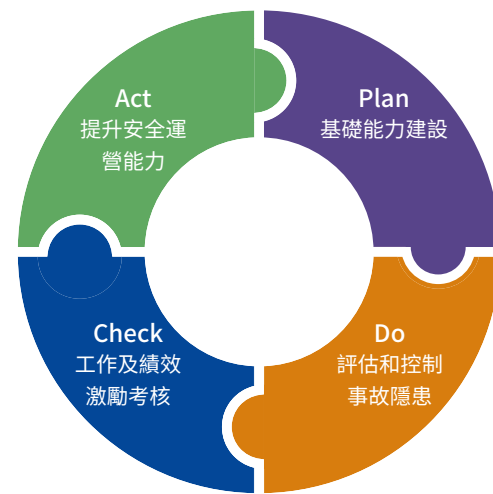 Act
提升安全運
營能力
Plan
基礎能力建設
Check
工作及績效
激勵考核
Do
評估和控制
事故隱患